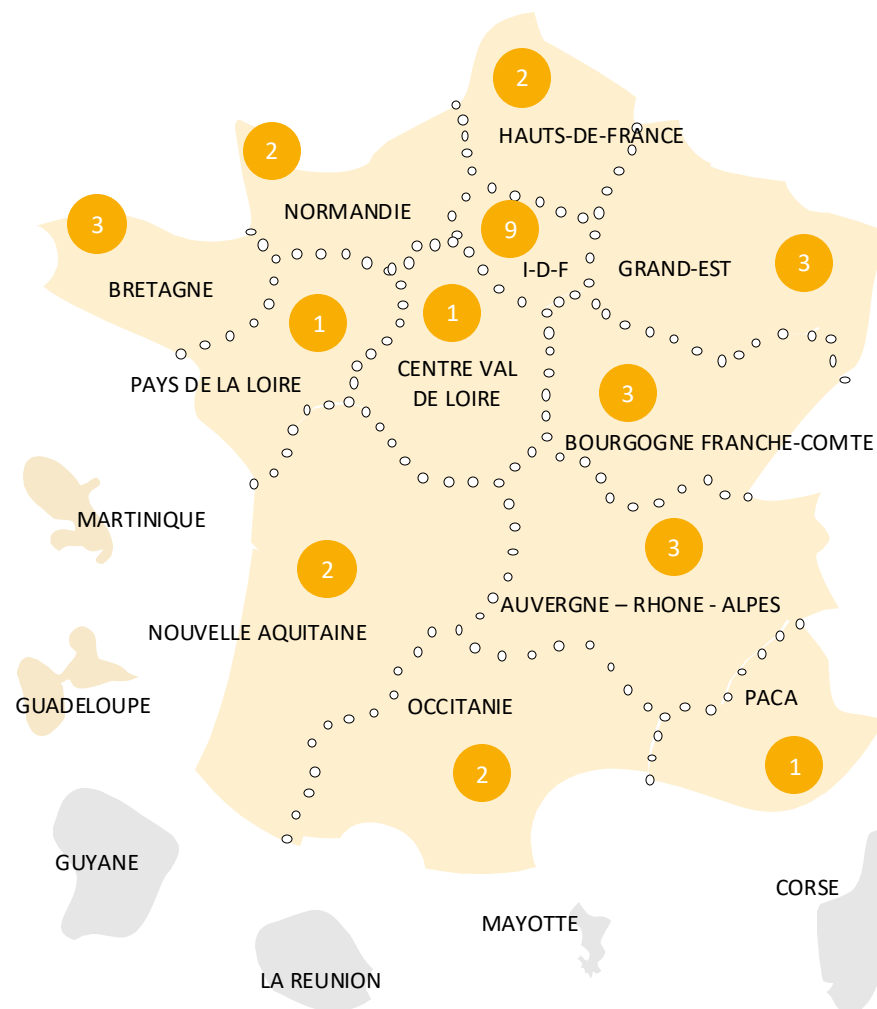 2
HAUTS-DE-FRANCE
2
NORMANDIE
3
BRETAGNE
9
I-D-F
GRAND-EST
3
1
PAYS DE LA LOIRE
1
CENTRE VAL
DE LOIRE
3
BOURGOGNE FRANCHE-COMTE
MARTINIQUE
2
NOUVELLE AQUITAINE
3
AUVERGNE – RHONE - ALPES
GUADELOUPE
OCCITANIE
2
PACA
1
GUYANE
CORSE
MAYOTTE
LA REUNION